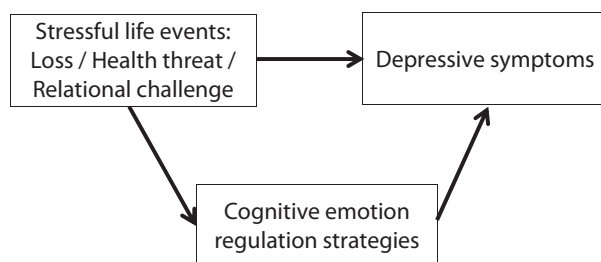 Stressful life events:
Loss / Health threat /
Relational challenge
Depressive symptoms
Cognitive emotion
regulation strategies